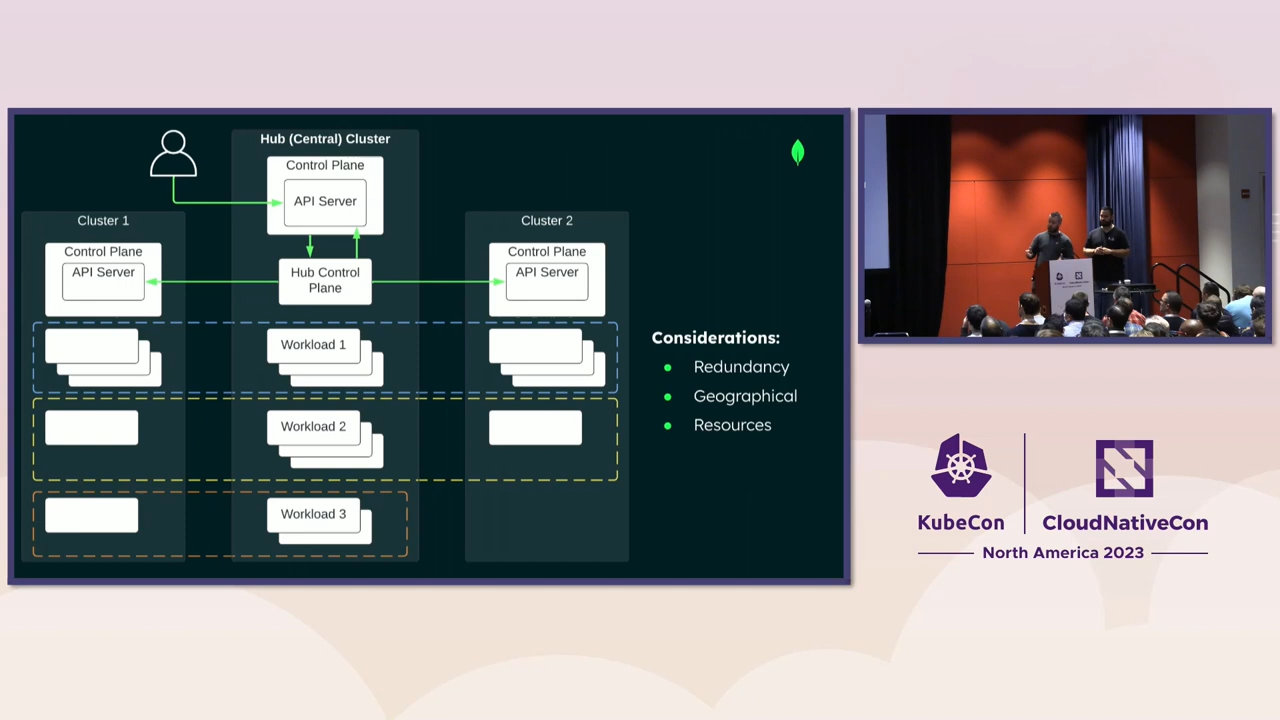 Hub (Central) Cluster
Control Plane
API Server
Cluster 1
Control Plane
API Server
Hub Control
Plane
Cluster 2
Control Plane
API Server
Workload 1
Workload 2
Workload 3
Considerations:
Redundancy
Geographical
Resources
KubeCon
CloudNativeCon
North America 2023